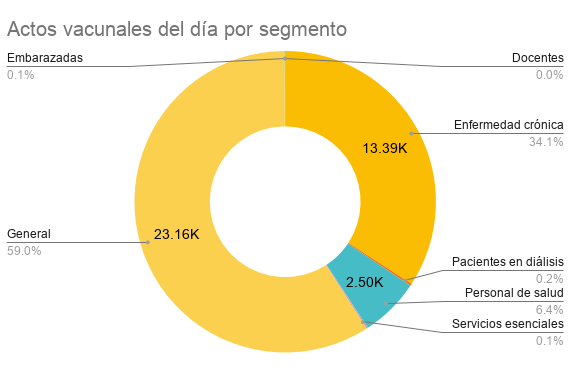 Actos vacunales del día por segmento
Embarazadas
0.1%
Docentes
0.0%
Enfermedad crónica
34.1%
13.39K
General
59.0%
23.16K
Pacientes en diálisis
0.2%
2.50K
Personal de salud
6.4%
Servicios esenciales
0.1%